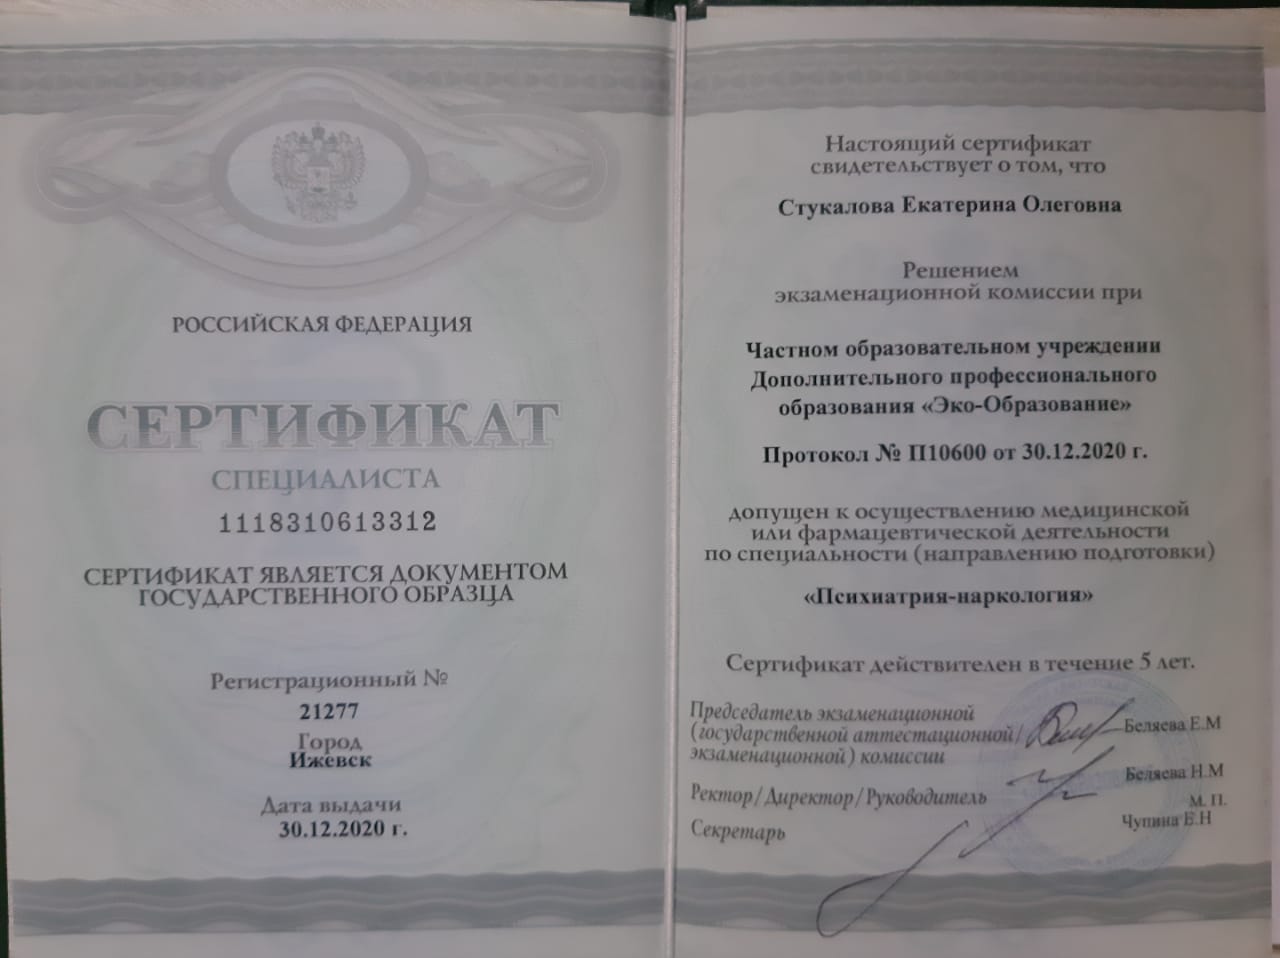 РОССИЙСКАЯ ФЕДЕРАЦИЯ
СЕРТИФИКАТ
СПЕЦИАЛИСТА
1118310613312
СЕРТИФИКАТ ЯВЛЯЕТСЯ ДОКУМЕНТОМ
ГОСУДАРСТВЕННОГО ОБРАЗЦА
Регистрационный №
21277
Город
Ижевск
Дата выдачи
30.12.2020 г.
Настоящий сертификат
свидетельствует о том, что
Стукалова Екатерина Олеговна
Решением
экзаменационной комиссии при
Частном образовательном учреждении
Дополнительного профессионального
образования «Эко-Образование»
Протокол № П10600 от 30.12.2020 г.
допущен к осуществлению медицинской
или фармацевтической деятельности
по специальности (направлению подготовки)
«Психиатрия-наркология»
Сертификат действителен в течение 5 лет.
Председатель экзаменационной
(государственной аттестационной/
экзаменационной) комиссии
Беляева Е.М
Беляева Н.М
Ректор/Директор/Руководитель
М. П.
Секретарь
Чупина Е.Н